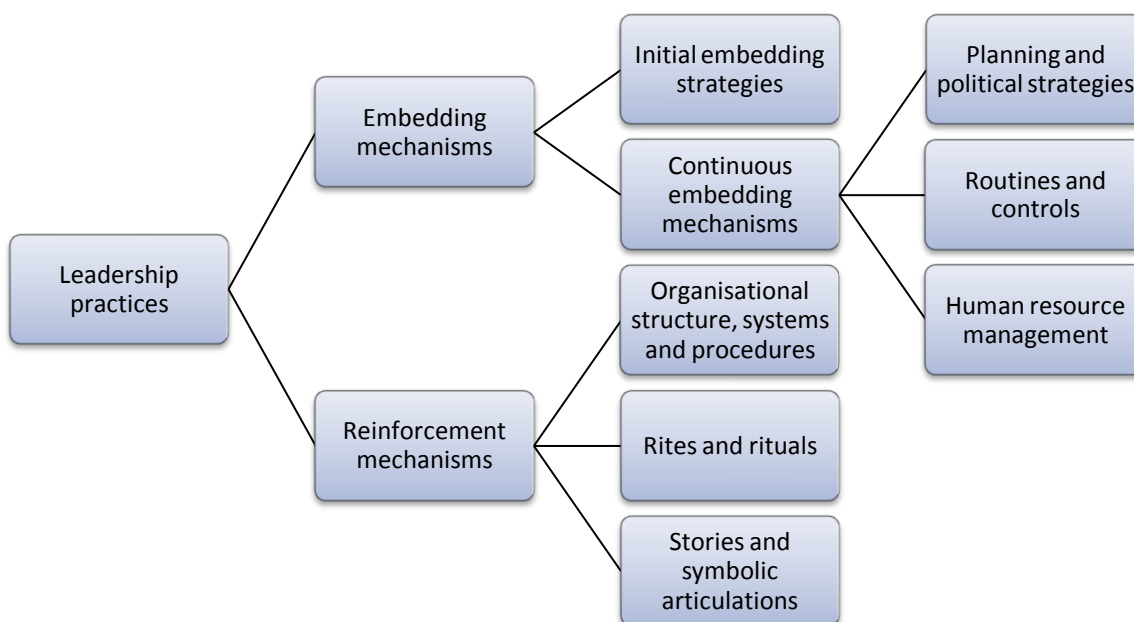 Leadership
practices
Embedding
mechanisms
Reinforcement
mechanisms
Initial embedding
strategies
Continuous
embedding
mechanisms
Organisational
structure, systems
and procedures
Rites and rituals
Stories and
symbolic
articulations
Planning and
political strategies
Routines and
controls
Human resource
management